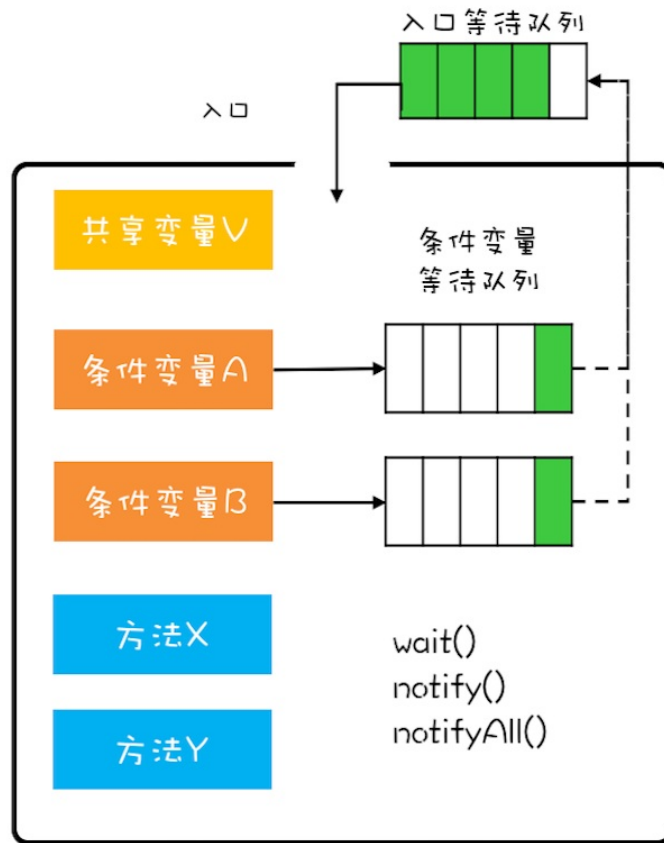 入口等待队列
入口
共享变量V
条件变量
等待队列
条件变量A
条件变量B
方法X
wait()
notify()
notifyAll()
方法Y